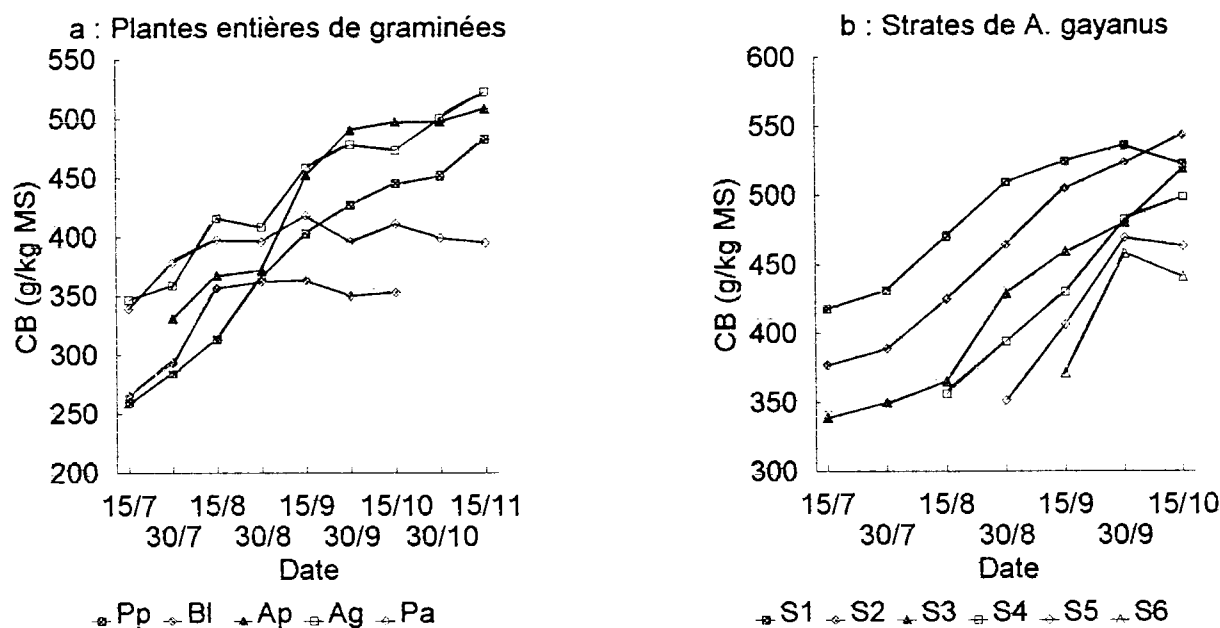 a : Plantes entières de graminées
CB (g/kg MS)
550
500
450
400
350
300
250
200
15/7 15/8 15/9 15/10 15/11
30/7 30/8 30/9 30/10
Date
Pp Bl Ap Ag Pa
b : Strates de A. gayanus
CB (g/kg MS)
600
550
500
450
400
350
300
15/7 15/8 15/9 15/10
30/7 30/8 30/9
Date
S1 S2 S3 S4 S5 S6